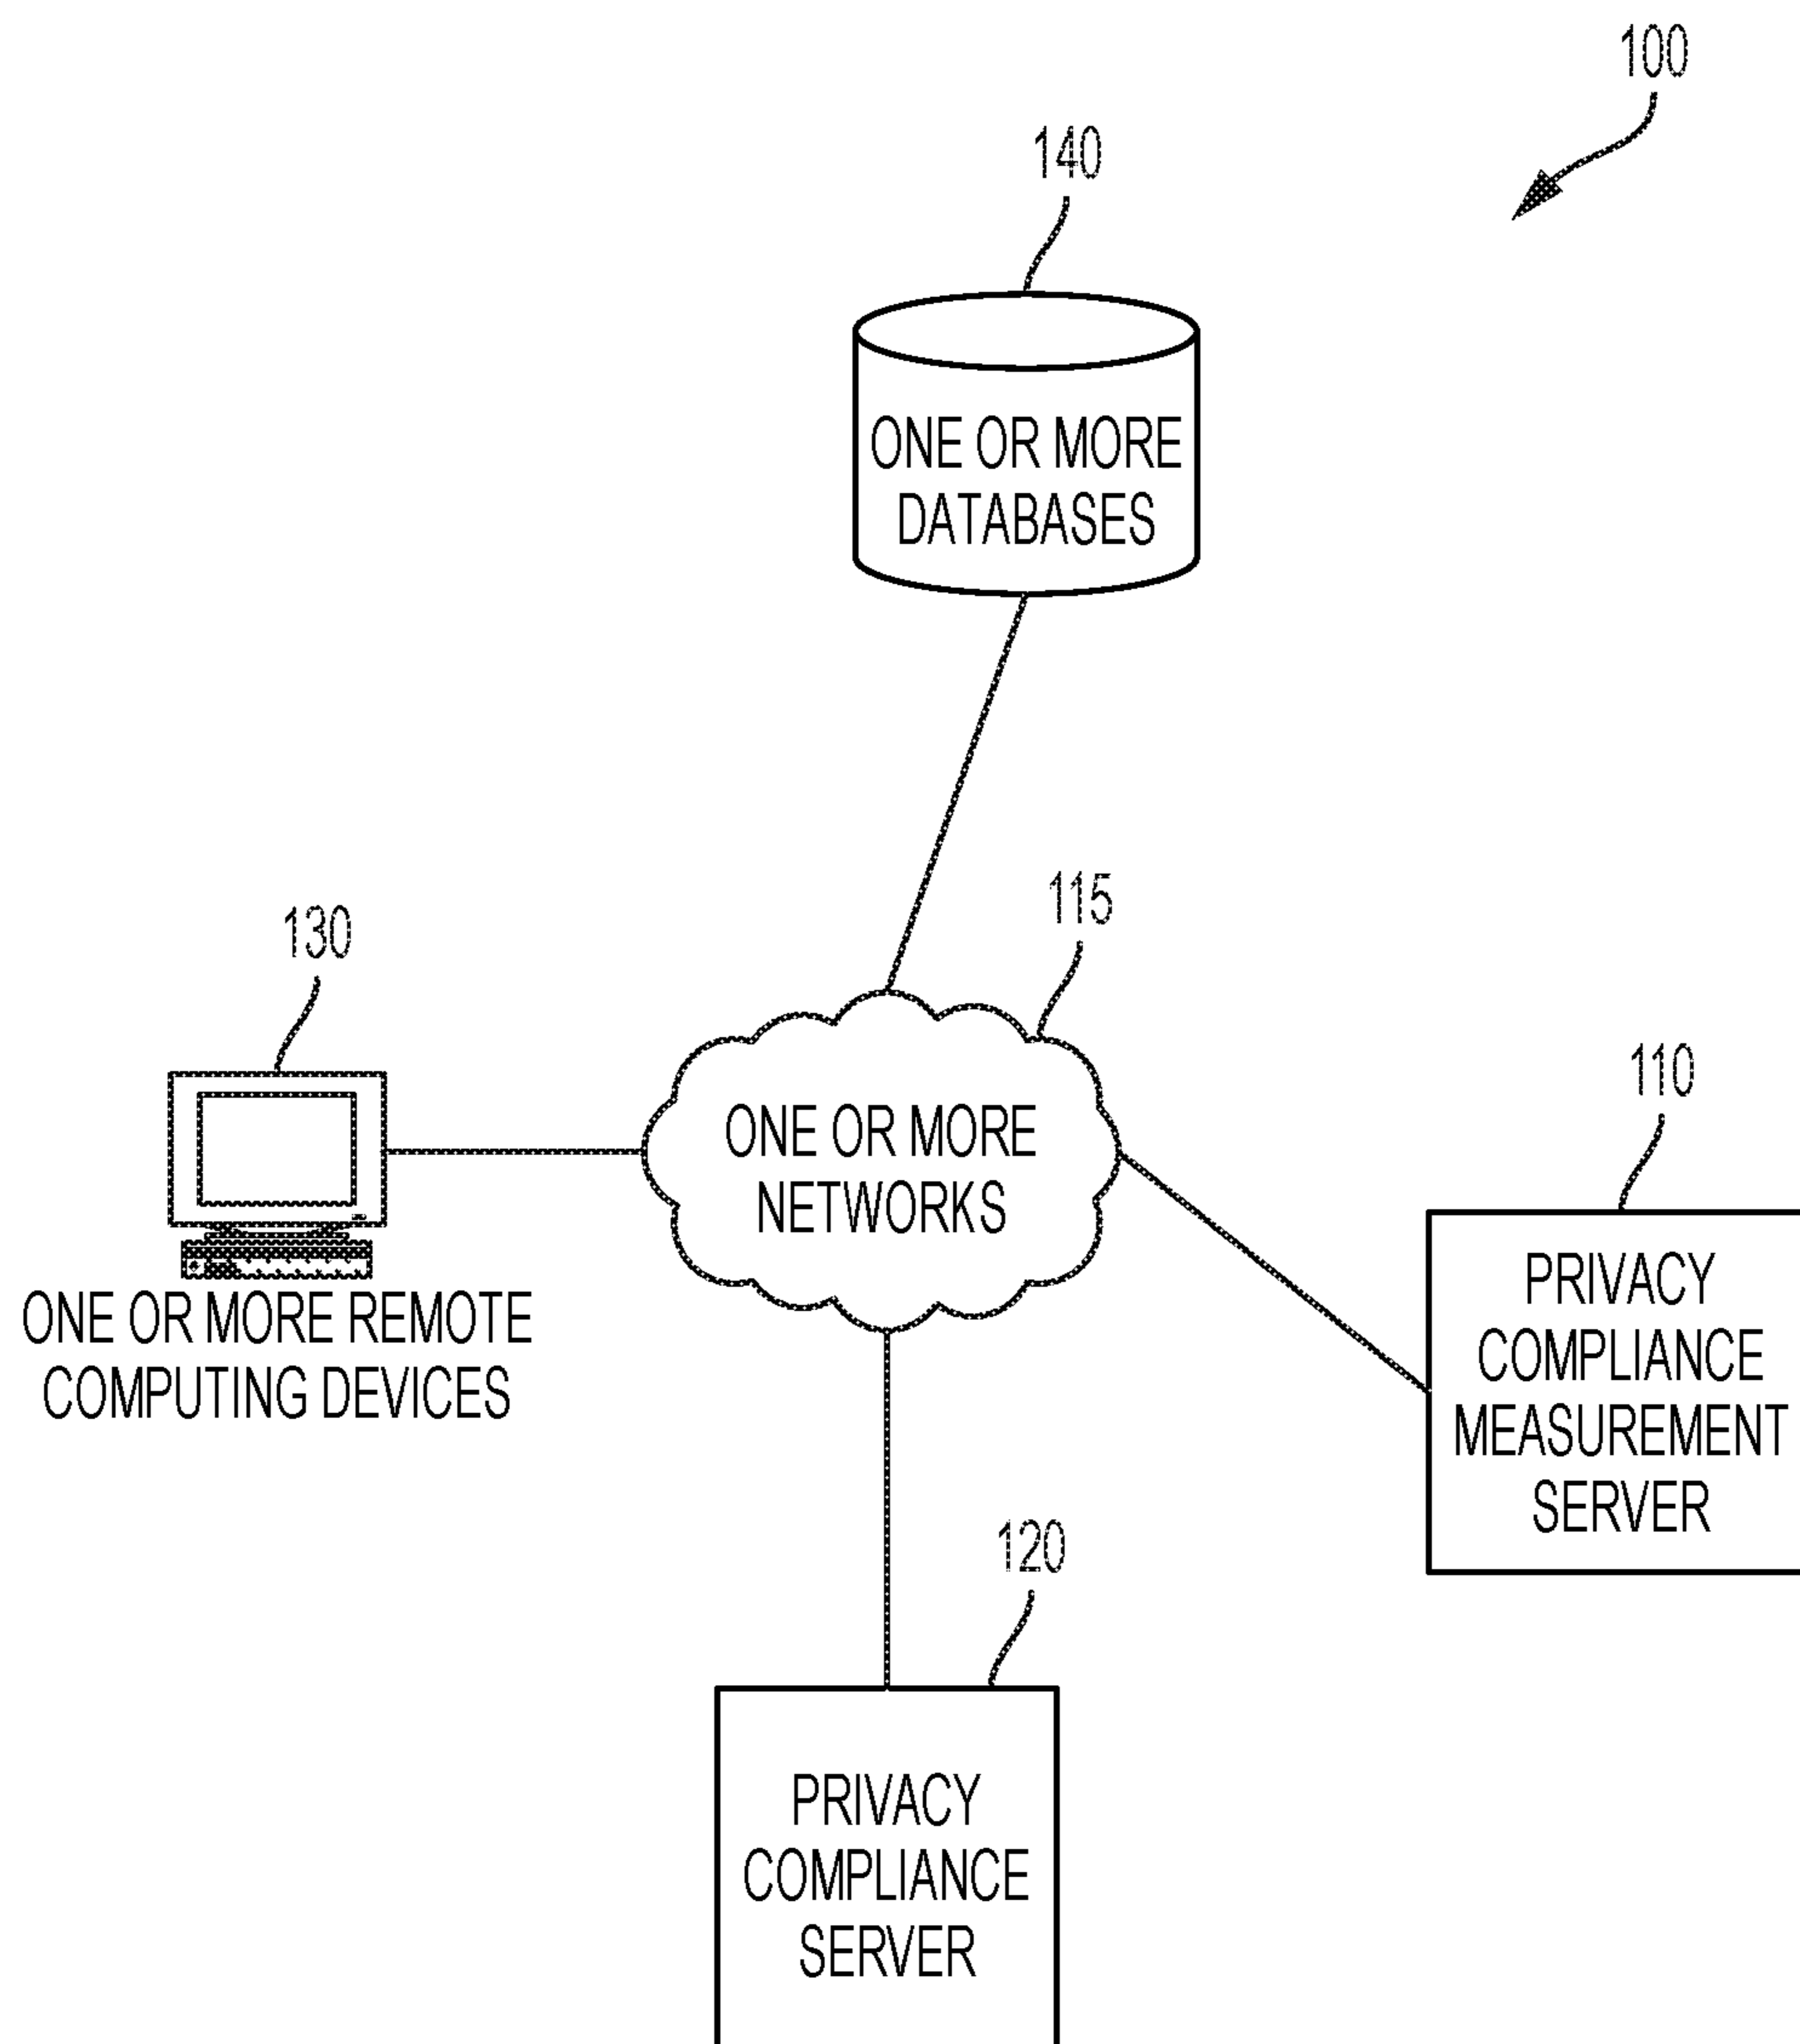 100
140
ONE OR MORE
DATABASES
115
130
ONE OR MORE
NETWORKS
110
PRIVACY
COMPLIANCE
MEASUREMENT
SERVER
ONE OR MORE REMOTE
COMPUTING DEVICES
120
PRIVACY
COMPLIANCE
SERVER